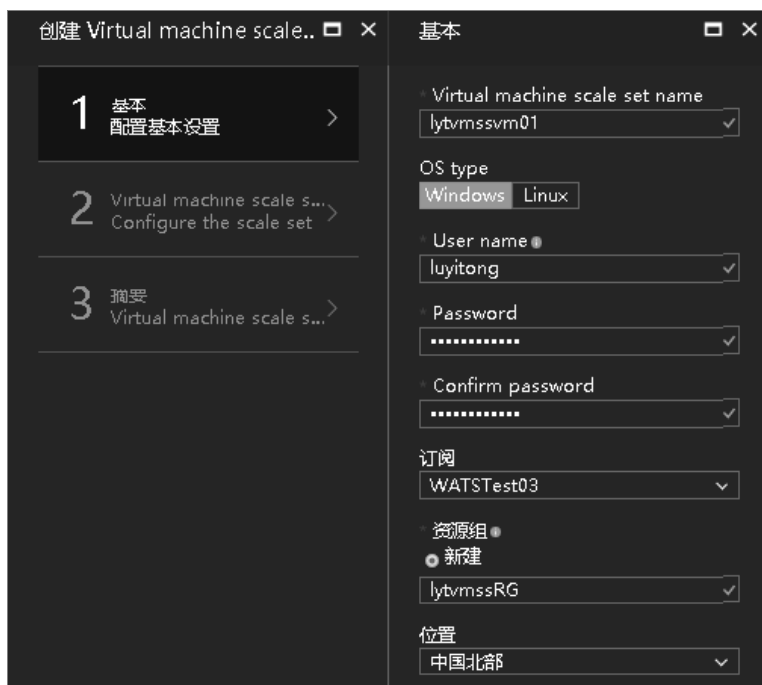 创建 Virtual machine scale..
1
基本
配置基本设置
2
Virtual machine scale s...
Configure the scale set
3
摘要
Virtual machine scale s...
基本
* Virtual machine scale set name
lytvmssvm01
OS type
Windows Linux
* User name
luyitong
* Password
••••••••••••
* Confirm password
••••••••••••
订阅
WATSTest03
* 资源组
新建
lytvmssRG
位置
中国北部